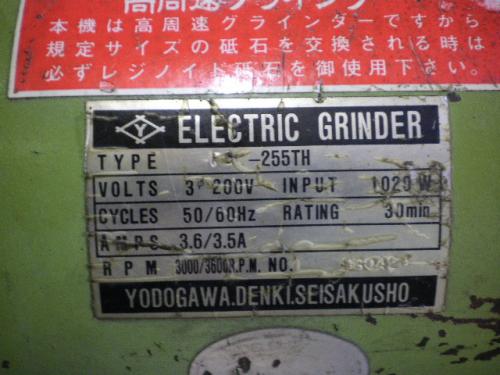 高周速グラインダー
本機は高周速グラインダーですから
規定サイズの砥石を交換される時は
必ずレジノイド砥石を御使用下さい。
Y ELECTRIC GRINDER
TYPE -255TH
VOLTS 3φ 200V INPUT 1020 W
CYCLES 50/60Hz RATING 30min
AMPS 3.6/3.5A
RPM 3000/3600R.P.M. NO.
YODOGAWA.DENKI.SEISAKUSHO